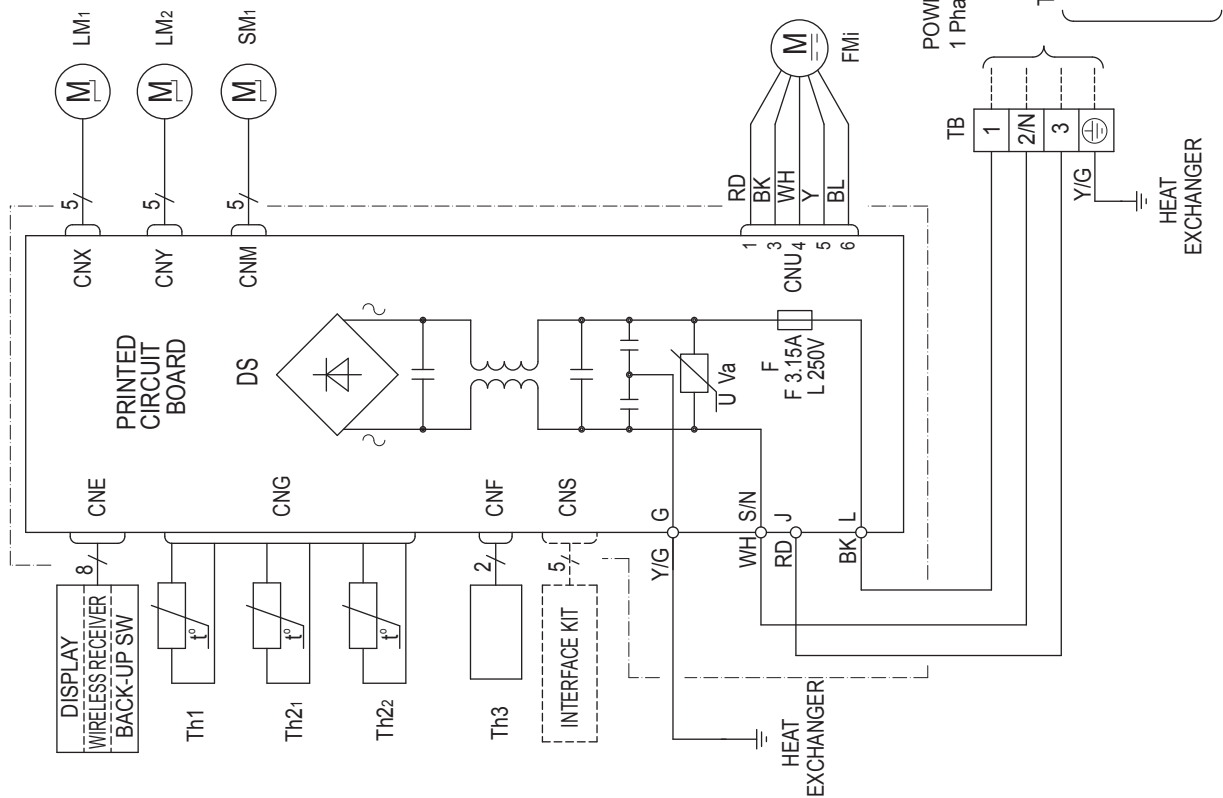 LM1
LM2
SM1
M
M
M
5
5
5
CNX
CNY
CNM
PRINTED
CIRCUIT
BOARD
DS
CNE
CNG
CNF
CNS
8
2
5
DISPLAY
WIRELESS RECEIVER
BACK-UP SW
Th1
t°
Th21
t°
Th22
t°
Th3
INTERFACE KIT
HEAT
EXCHANGER
Y/G
G
WH
S/N
RD
J
BK
L
U
Va
F
F 3.15A
L 250V
CNU
1
3
4
5
6
RD
BK
WH
Y
BL
M
FMi
TB
1
2/N
3
Y/G
HEAT
EXCHANGER
POWE
1 Pha
T